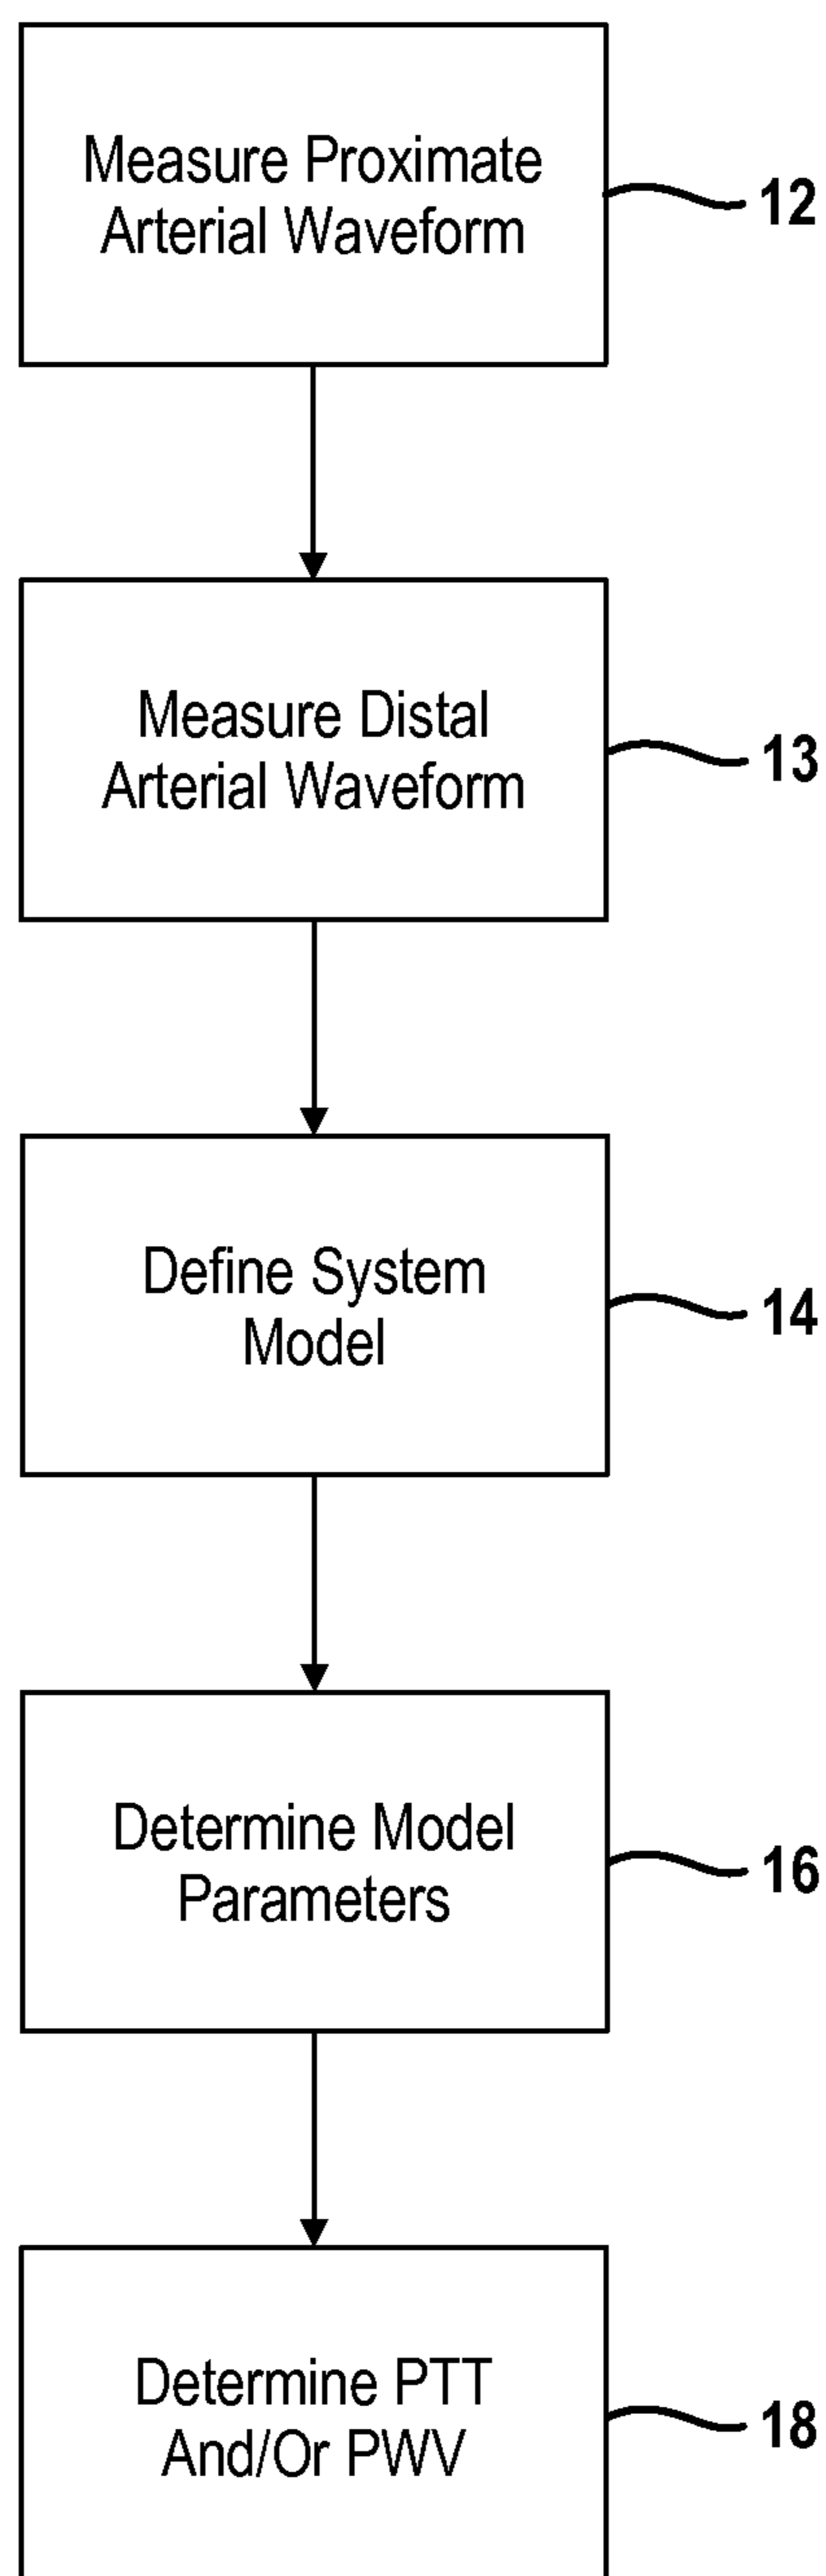 Measure Proximate
Arterial Waveform
12
Measure Distal
Arterial Waveform
13
Define System
Model
14
Determine Model
Parameters
16
Determine PTT
And/Or PWV
18